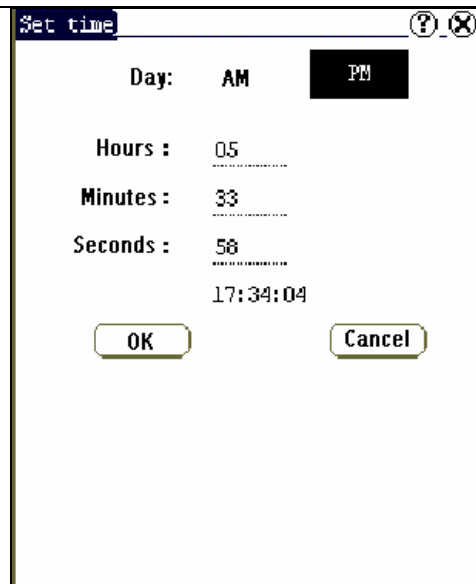 Set time ? X
Day: AM PM
Hours : 05
Minutes : 33
Seconds : 58
17:34:04
OK Cancel